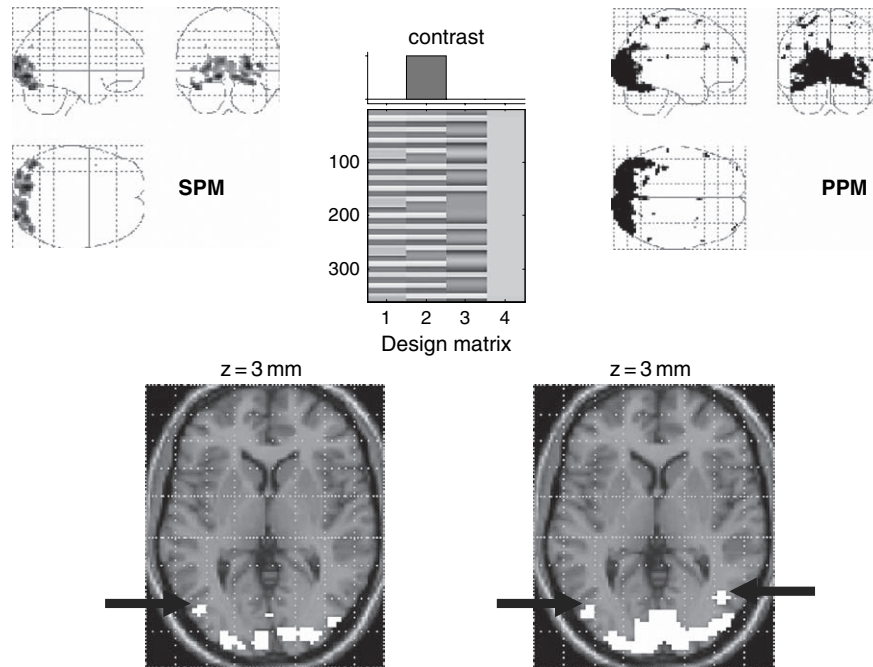 contrast
SPM
PPM
100
200
300
1 2 3 4
Design matrix
z = 3 mm
z = 3 mm